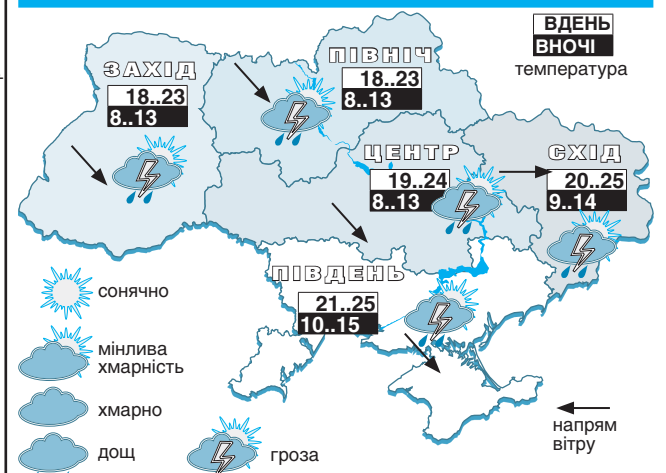 ВДЕНЬ
ВНОЧІ
температура
ПІВНІЧ
18..23
8..13
ЗАХІД
18..23
8..13
ЦЕНТР
19..24
8..13
СХІД
20..25
9..14
ПІВДЕНЬ
21..25
10..15
сонячно
мінлива
хмарність
хмарно
дощ
гроза
напрям
вітру